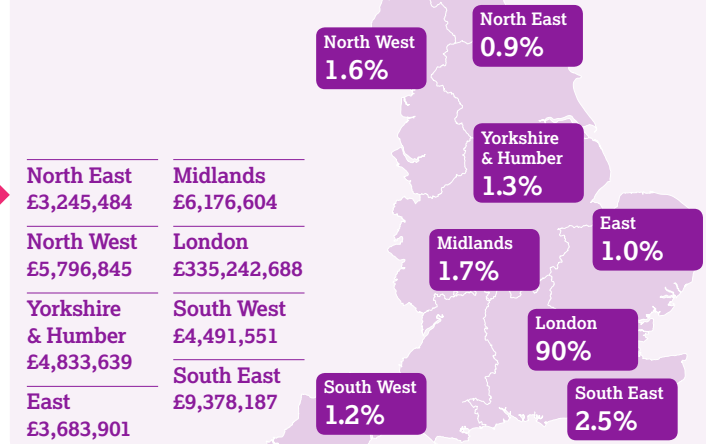 North East
£3,245,484
North West
£5,796,845
Yorkshire
& Humber
£4,833,639
East
£3,683,901
Midlands
£6,176,604
London
£335,242,688
South West
£4,491,551
South East
£9,378,187
North East
0.9%
North West
1.6%
Yorkshire
& Humber
1.3%
East
1.0%
Midlands
1.7%
London
90%
South West
1.2%
South East
2.5%